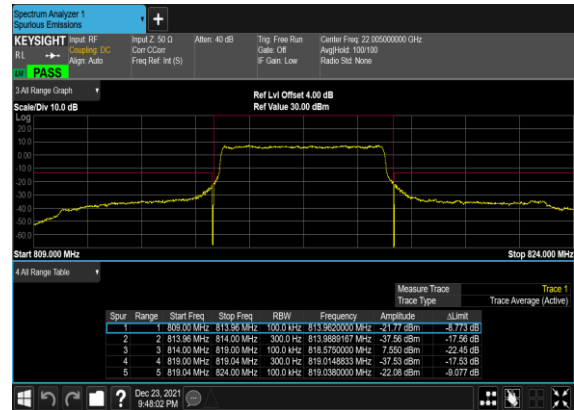 Spectrum Analyzer 1
Spurious Emissions
KEYSIGHT Input: RF Input Z: 50 Ω Atten: 40 dB Trig: Free Run Center Freq: 22.005000000 GHz
RL Coupling: DC Corr CCorr Gate: Off Avg|Hold: 100/100
Align: Auto Freq Ref: Int (S) IF Gain: Low Radio Std: None
PASS
3 All Range Graph
Ref Lvl Offset 4.00 dB
Scale/Div 10.0 dB Ref Value 30.00 dBm
Log
20.0
10.0
0.00
-10.0
-20.0
-30.0
-40.0
-50.0
-60.0
Start 809.000 MHz Stop 824.000 MHz
4 All Range Table
Measure Trace Trace 1
Trace Type Trace Average (Active)
Spur Range Start Freq Stop Freq RBW Frequency Amplitude ΔLimit
1 1 809.00 MHz 813.96 MHz 100.0 kHz 813.9620000 MHz -21.77 dBm -8.773 dB
2 2 813.96 MHz 814.00 MHz 300.0 Hz 813.9889167 MHz -37.56 dBm -17.56 dB
3 3 814.00 MHz 819.00 MHz 100.0 kHz 818.5750000 MHz 7.550 dBm -22.45 dB
4 4 819.00 MHz 819.04 MHz 300.0 Hz 819.0148833 MHz -37.53 dBm -17.53 dB
5 5 819.04 MHz 824.00 MHz 100.0 kHz 819.0380000 MHz -22.08 dBm -9.077 dB
Dec 23, 2021
9:48:02 PM